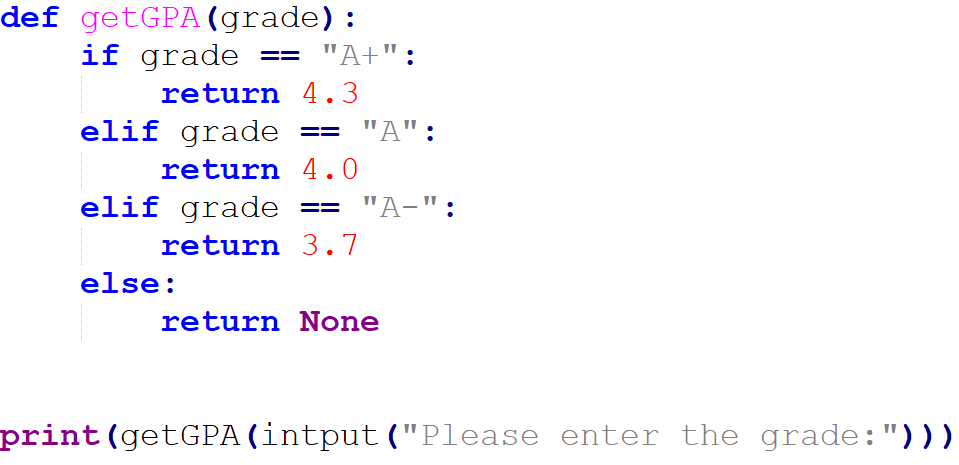 def getGPA(grade):
    if grade == "A+":
        return 4.3
    elif grade == "A":
        return 4.0
    elif grade == "A-":
        return 3.7
    else:
        return None
print(getGPA(intput("Please enter the grade:")))